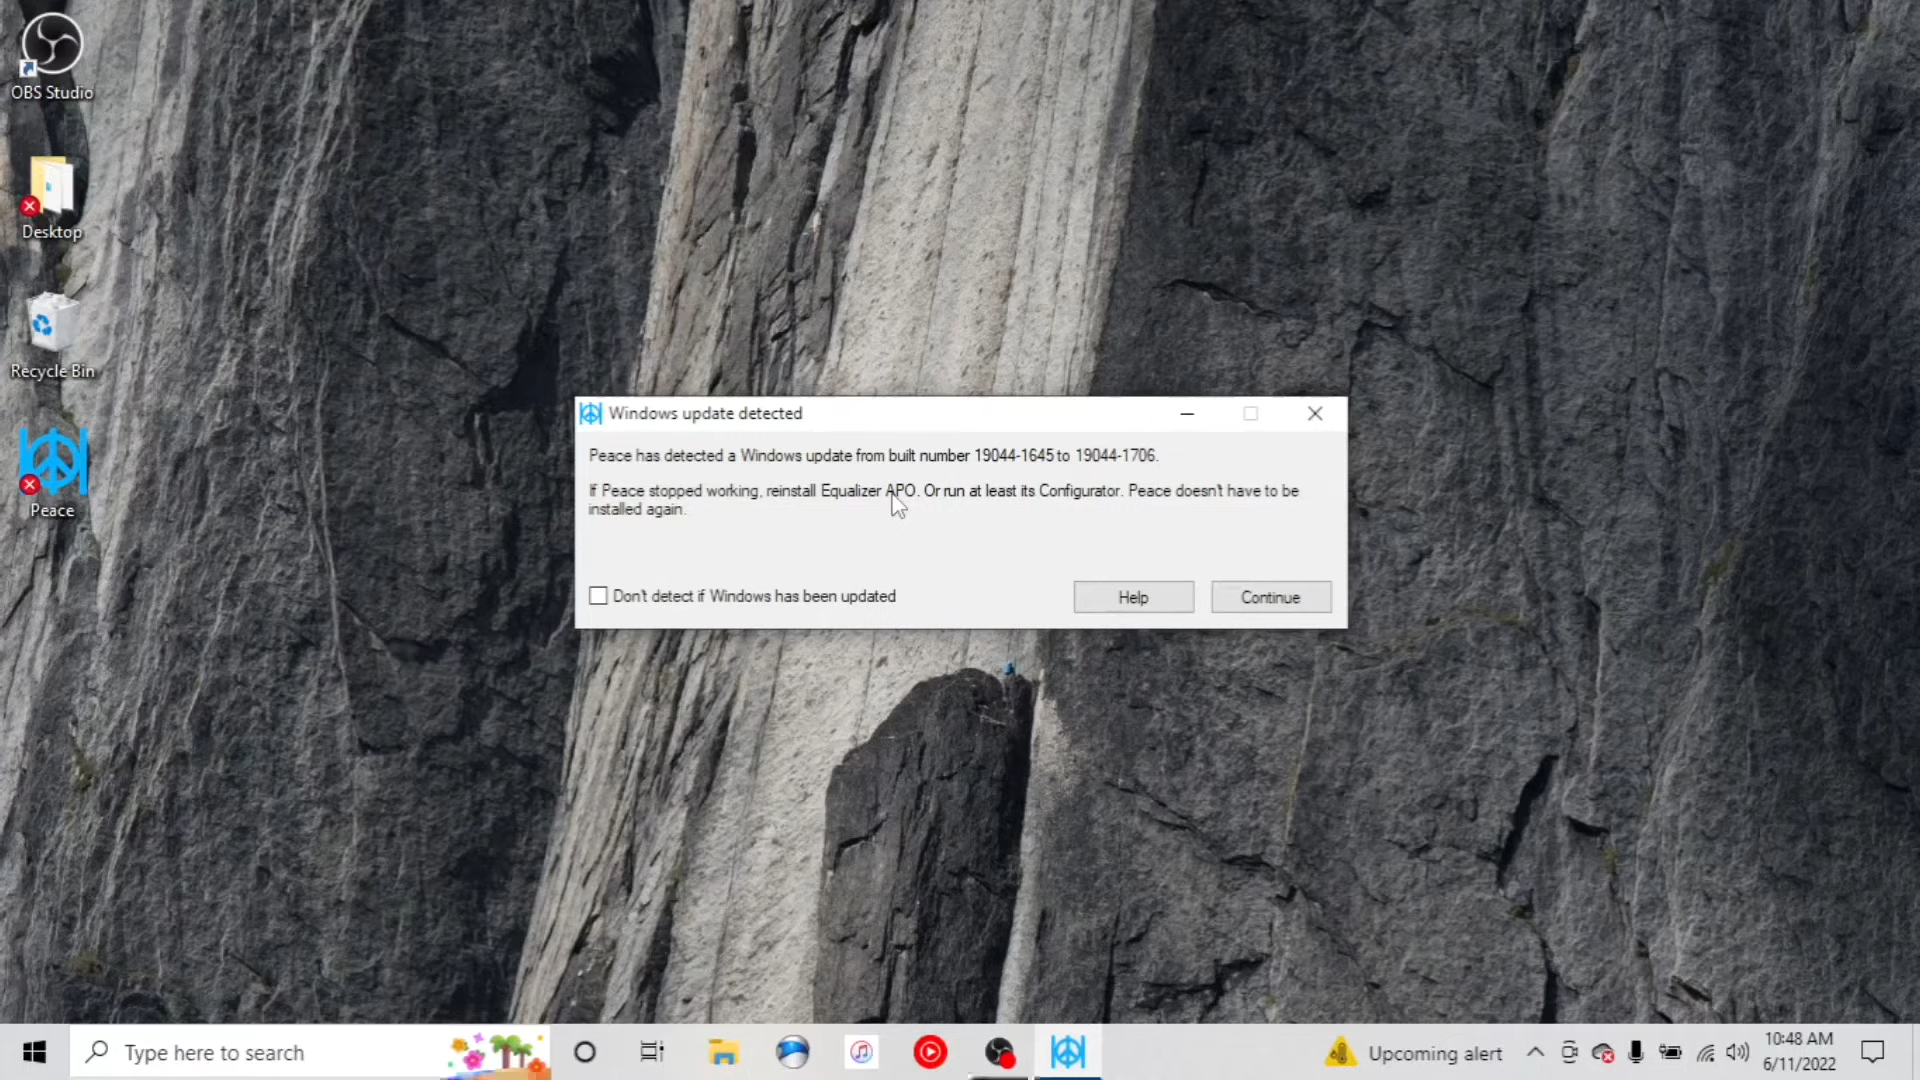 OBS Studio
Desktop
Recycle Bin
Peace
Windows update detected
Peace has detected a Windows update from built number 19044-1645 to 19044-1706.
If Peace stopped working, reinstall Equalizer APO. Or run at least its Configurator. Peace doesn't have to be
installed again.
Don't detect if Windows has been updated
Help
Continue
Type here to search
Upcoming alert
10:48 AM
6/11/2022